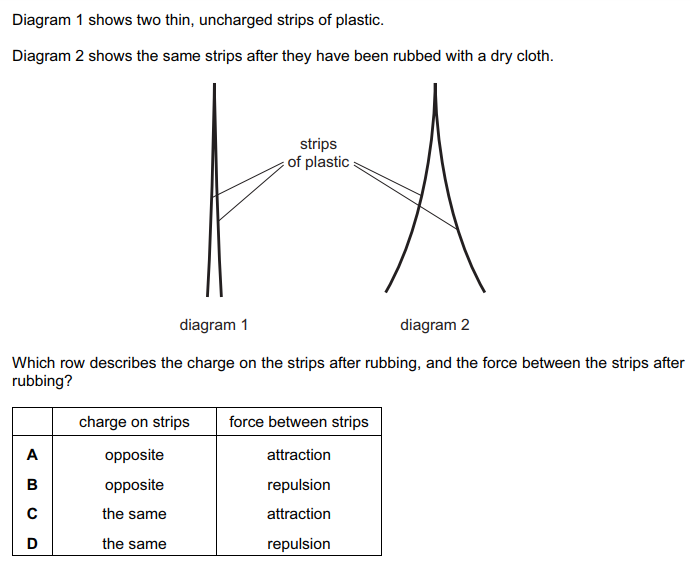 Diagram 1 shows two thin, uncharged strips of plastic.
Diagram 2 shows the same strips after they have been rubbed with a dry cloth.
strips
of plastic
diagram 1
diagram 2
Which row describes the charge on the strips after rubbing, and the force between the strips after
rubbing?
charge on strips force between strips
A opposite attraction
B opposite repulsion
C the same attraction
D the same repulsion